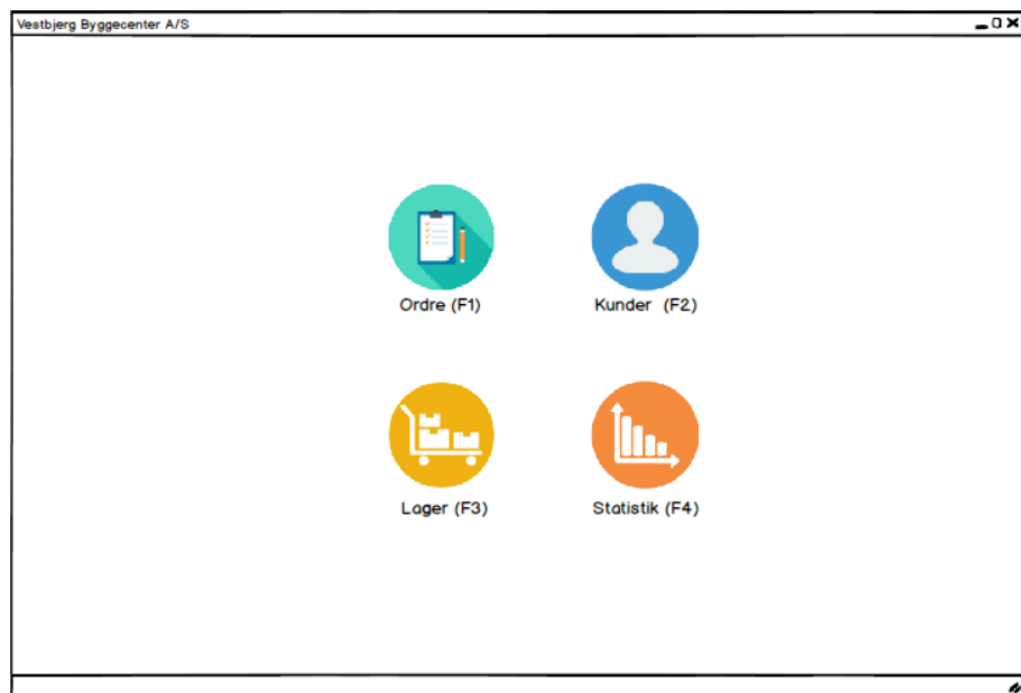 Vestbjerg Byggecenter A/S
Ordre (F1)
Kunder (F2)
Lager (F3)
Statistik (F4)